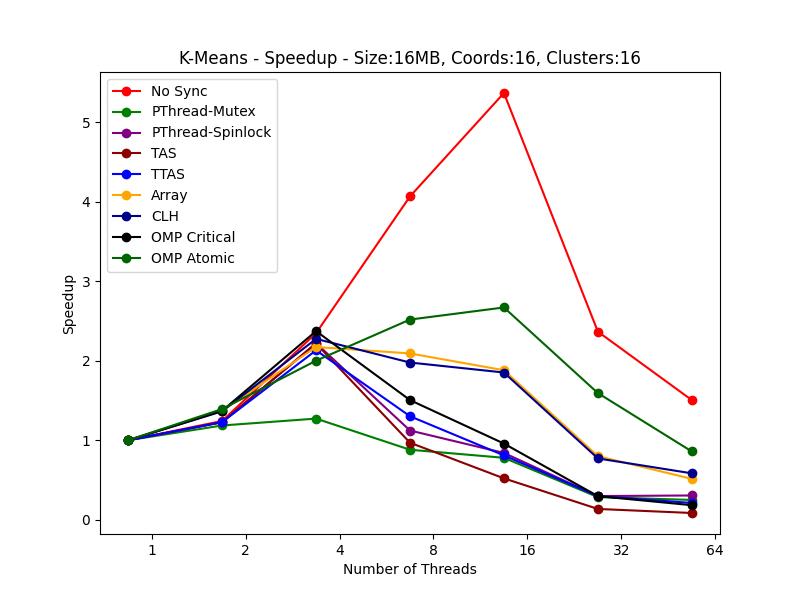 K-Means - Speedup - Size:16MB, Coords:16, Clusters:16
No Sync
PThread-Mutex
PThread-Spinlock
TAS
TTAS
Array
CLH
OMP Critical
OMP Atomic
5
4
3
2
1
0
Speedup
1 2 4 8 16 32 64
Number of Threads